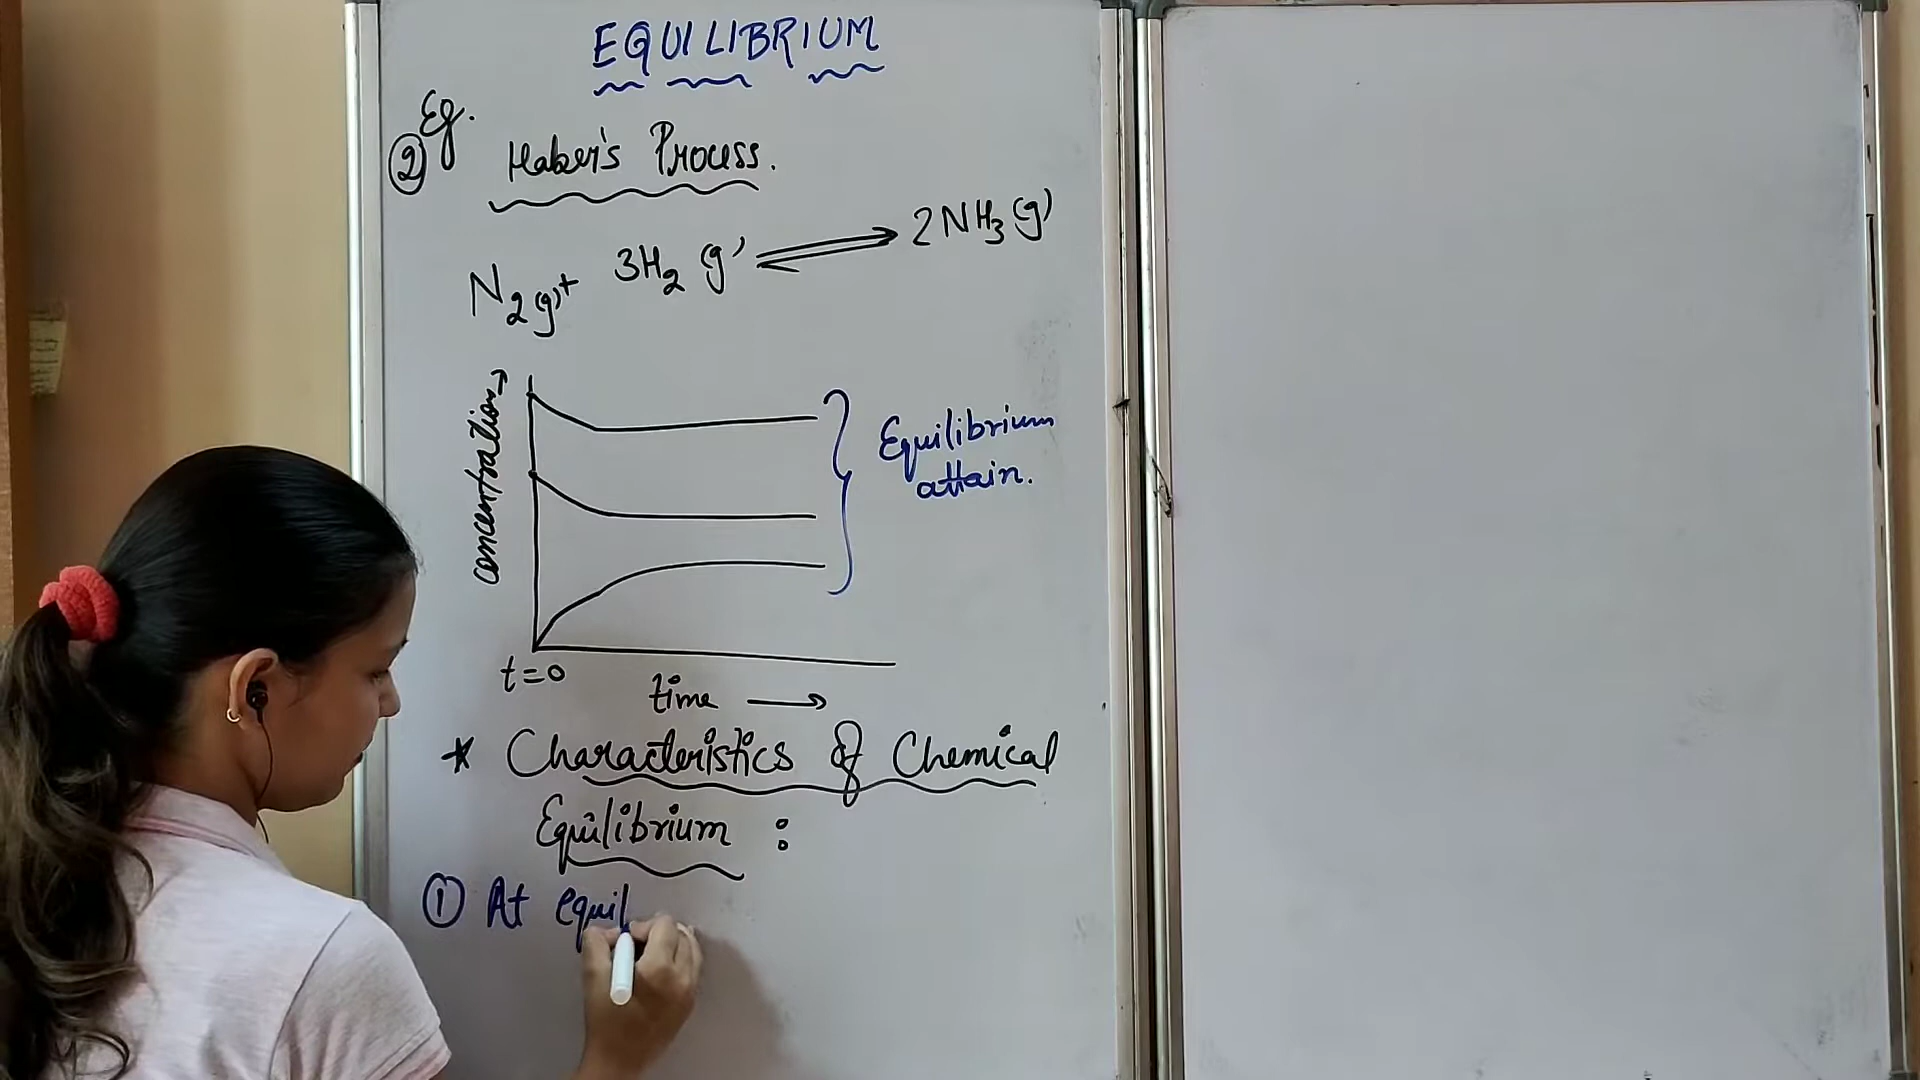 EQUILIBRIUM
Eg.
② Haber's Process.
N2(g) + 3H2 (g) ⇌ 2NH3 (g)
concentration →
Equilibrium
attain.
t=0
time →
* Characteristics of Chemical
Equilibrium :
① At equil